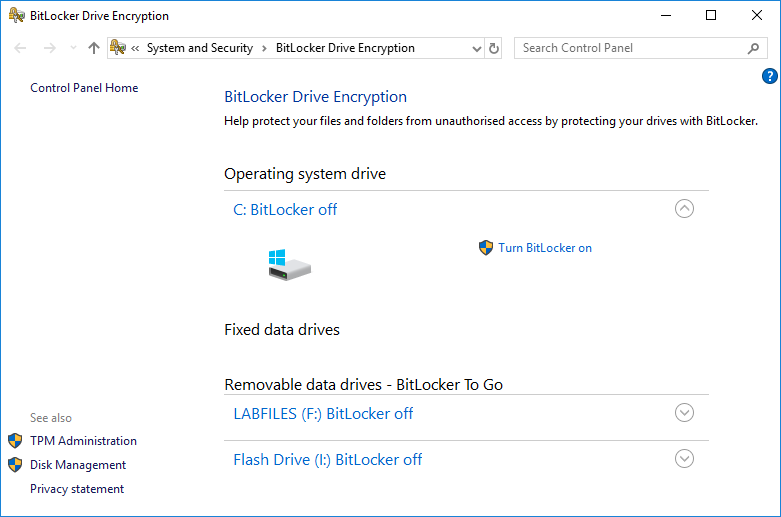 BitLocker Drive Encryption
« System and Security > BitLocker Drive Encryption
Search Control Panel
?
Control Panel Home
BitLocker Drive Encryption
Help protect your files and folders from unauthorised access by protecting your drives with BitLocker.
Operating system drive
C: BitLocker off
Turn BitLocker on
Fixed data drives
Removable data drives - BitLocker To Go
LABFILES (F:) BitLocker off
Flash Drive (I:) BitLocker off
See also
TPM Administration
Disk Management
Privacy statement